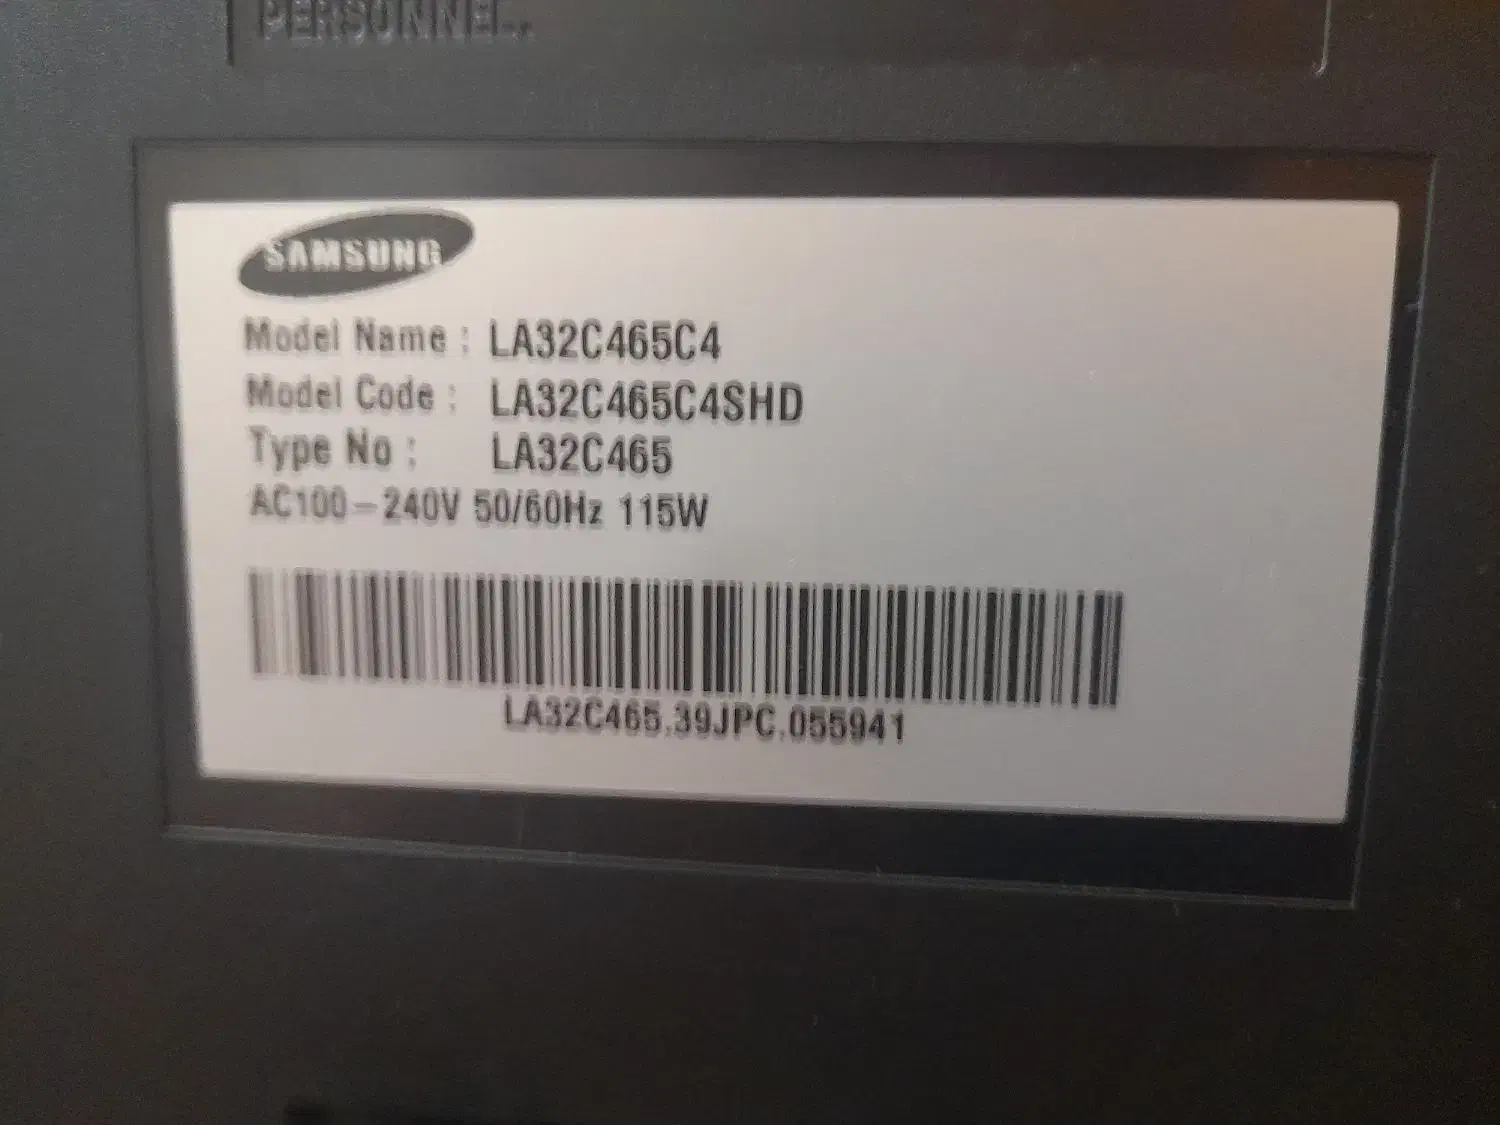 PERSONNEL.
SAMSUNG
Model Name : LA32C465C4
Model Code : LA32C465C4SHD
Type No : LA32C465
AC100-240V 50/60Hz 115W
LA32C465.39JPC.055941